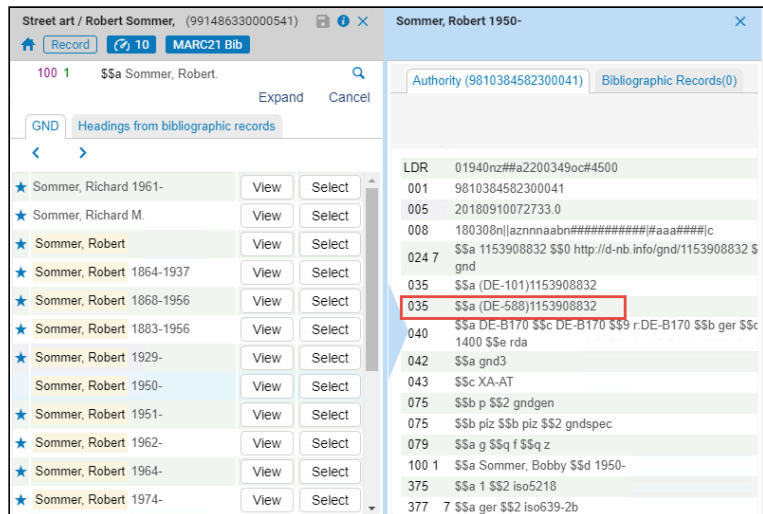 Street art / Robert Sommer, (991486330000541)
Record 10 MARC21 Bib
100 1 $$a Sommer, Robert.
Expand Cancel
GND Headings from bibliographic records
Sommer, Richard 1961- View Select
Sommer, Richard M. View Select
Sommer, Robert View Select
Sommer, Robert 1864-1937 View Select
Sommer, Robert 1868-1956 View Select
Sommer, Robert 1883-1956 View Select
Sommer, Robert 1929- View Select
Sommer, Robert 1950- View Select
Sommer, Robert 1951- View Select
Sommer, Robert 1962- View Select
Sommer, Robert 1964- View Select
Sommer, Robert 1974- View Select
Sommer, Robert 1950-
Authority (9810384582300041) Bibliographic Records(0)
LDR 01940nz##a2200349oc#4500
001 9810384582300041
005 20180910072733.0
008 180308n||aznnnaabn###########|#aaa####|c
024 7 $$a 1153908832 $$0 http://d-nb.info/gnd/1153908832 $
gnd
035 $$a (DE-101)1153908832
035 $$a (DE-588)1153908832
040 $$a DE-B170 $$c DE-B170 $$9 r:DE-B170 $$b ger $$c
1400 $$e rda
042 $$a gnd3
043 $$c XA-AT
075 $$b p $$2 gndgen
075 $$b piz $$b piz $$2 gndspec
079 $$a g $$q f $$q z
100 1 $$a Sommer, Bobby $$d 1950-
375 $$a 1 $$2 iso5218
377 7 $$a ger $$2 iso639-2b